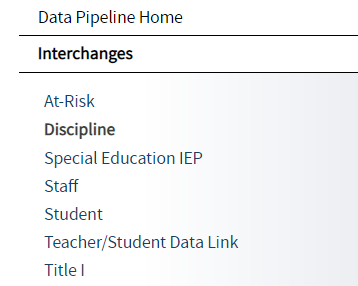 Data Pipeline Home
Interchanges
At-Risk
Discipline
Special Education IEP
Staff
Student
Teacher/Student Data Link
Title I